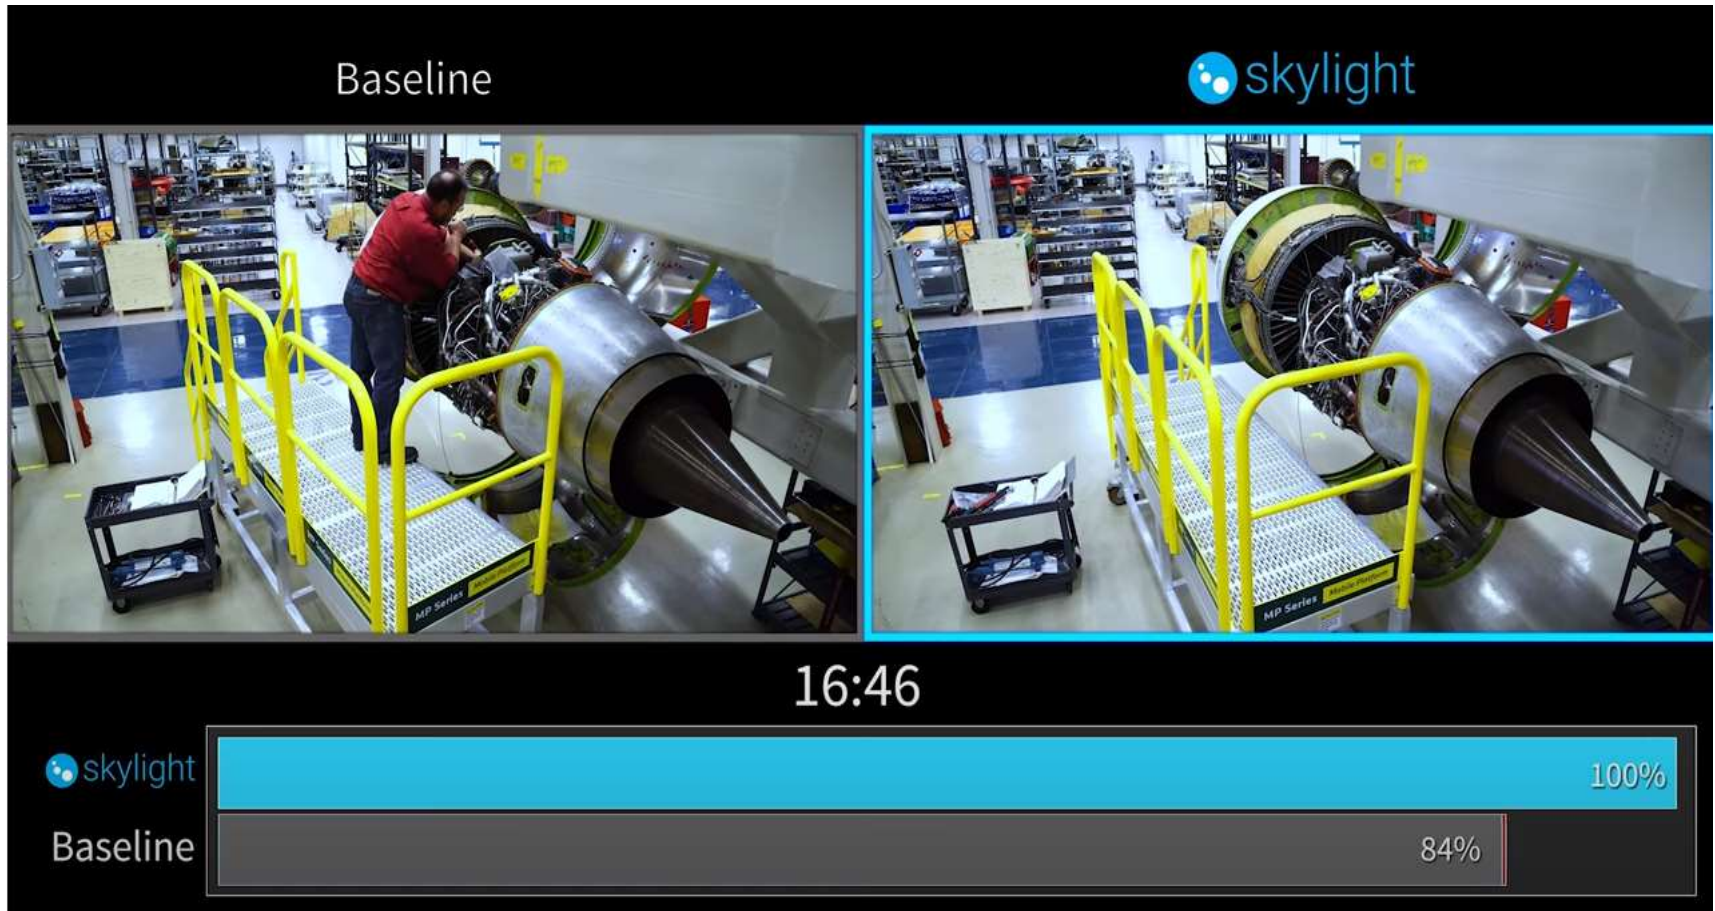 Baseline
skylight
MP Series Mobile Platform
MP Series Mobile Platform
16:46
skylight
100%
Baseline
84%